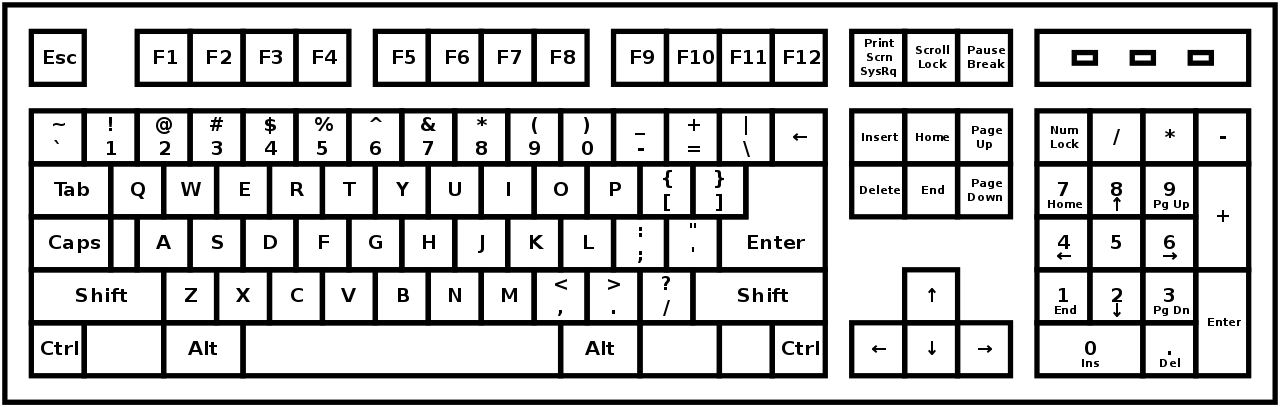 Esc F1 F2 F3 F4 F5 F6 F7 F8 F9 F10 F11 F12 Print Scrn SysRq Scroll Lock Pause Break
~ ! @ # $ % ^ & * ( ) _ + |
` 1 2 3 4 5 6 7 8 9 0 - = \ ← Insert Home Page Up Num Lock / * -
Tab Q W E R T Y U I O P { [ } ] Delete End Page Down 7 Home 8 ↑ 9 Pg Up +
Caps A S D F G H J K L : ; " ' Enter 4 ← 5 6 →
Shift Z X C V B N M < , > . ? / Shift ↑ 1 End 2 ↓ 3 Pg Dn Enter
Ctrl Alt Alt Ctrl ← ↓ → 0 Ins . Del